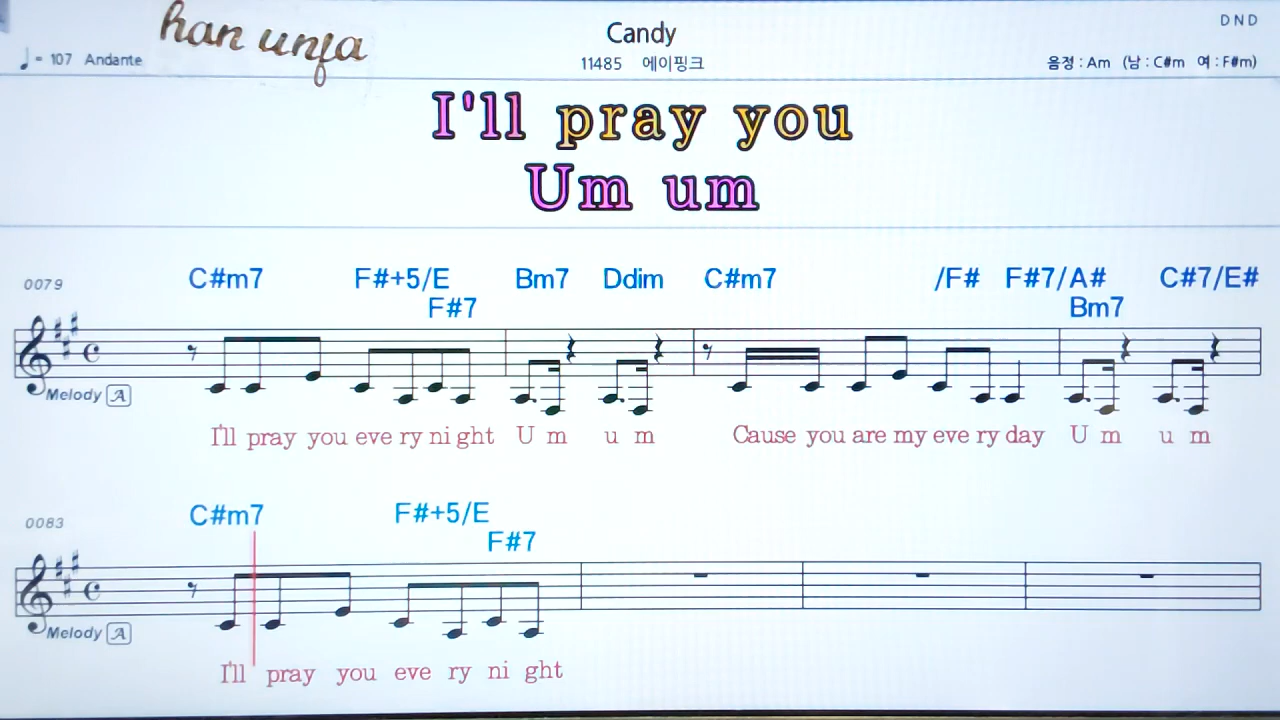 han unja
Candy
DND
♩= 107 Andante
11485 에이핑크
음정 : Am (남 : C#m 여 : F#m)
I'll pray you
Um um
0079
C#m7 F#+5/E Bm7 Ddim C#m7 /F# F#7/A# C#7/E#
F#7 Bm7
Melody A
I'll pray you eve ry ni ght U m u m Cause you are my eve ry day U m u m
0083
C#m7 F#+5/E
F#7
Melody A
I'll pray you eve ry ni ght